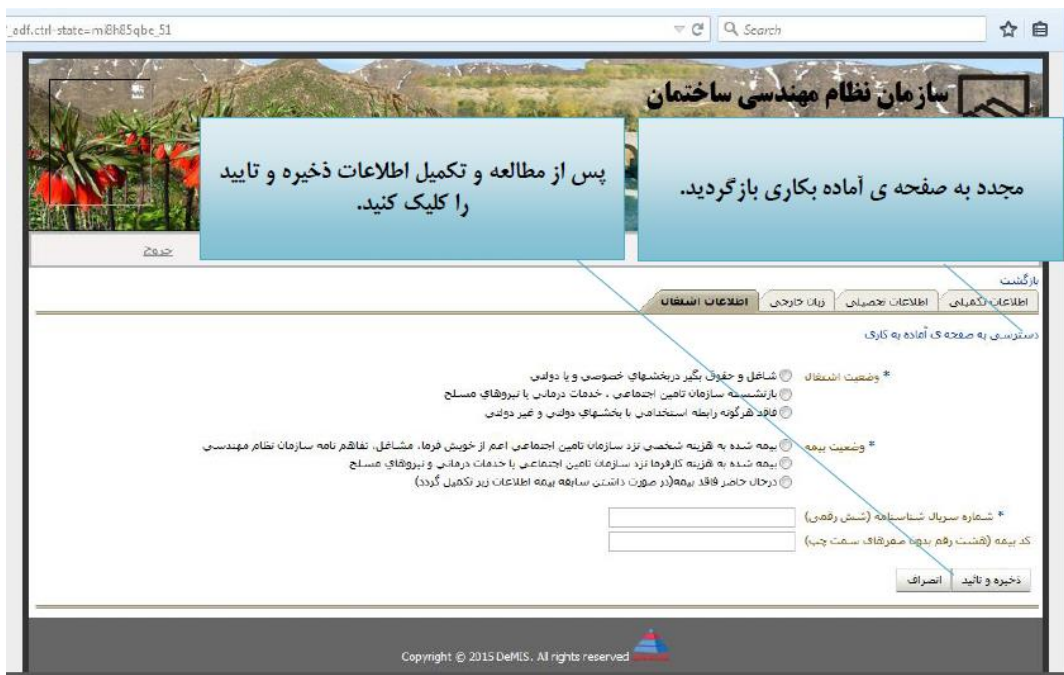 _adf.ctrl-state=mi8h85qbe_51
Search
سازمان نظام مهندسی ساختمان
مجدد به صفحه ی آماده بکاری بازگردید.
پس از مطالعه و تکمیل اطلاعات ذخیره و تایید
را کلیک کنید.
خروج
بازگشت
اطلاعات تکمیلی
اطلاعات تحصیلی
زبان خارجی
اطلاعات اشتغال
دسترسی به صفحه ی آماده به کاری
* وضعیت اشتغال
شاغل و حقوق بگیر دربخشهای خصوصی و یا دولتی
بازنشسته سازمان تامین اجتماعی ، خدمات درمانی یا نیروهای مسلح
فاقد هرگونه رابطه استخدامی با بخشهای دولتی و غیر دولتی
* وضعیت بیمه
بیمه شده به هزینه شخصی نزد سازمان تامین اجتماعی اعم از خویش فرما، مشاغل، تفاهم نامه سازمان نظام مهندسی
بیمه شده به هزینه کارفرما نزد سازمان تامین اجتماعی یا خدمات درمانی و نیروهای مسلح
درحال حاضر فاقد بیمه(در صورت داشتن سابقه بیمه اطلاعات زیر تکمیل گردد)
* شماره سریال شناسنامه (شش رقمی)
کد بیمه (هشت رقم بدون صفرهای سمت چپ)
ذخیره و تائید
انصراف
Copyright © 2015 DeMIS. All rights reserved